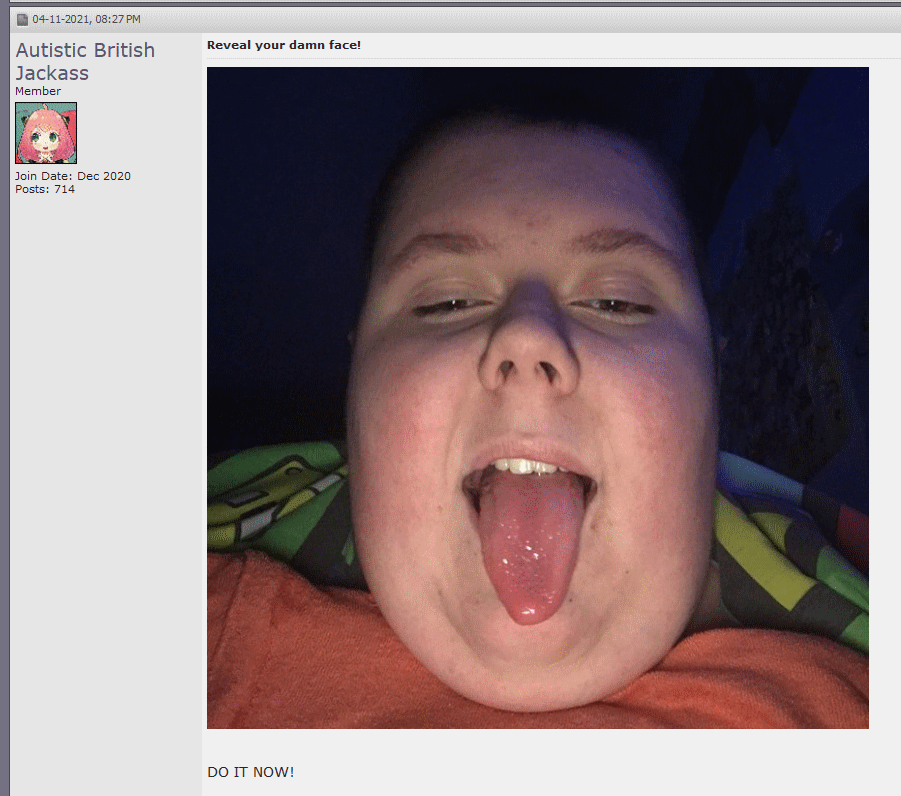 04-11-2021, 08:27 PM
Autistic British
Jackass
Member
Join Date: Dec 2020
Posts: 714
Reveal your damn face!
DO IT NOW!